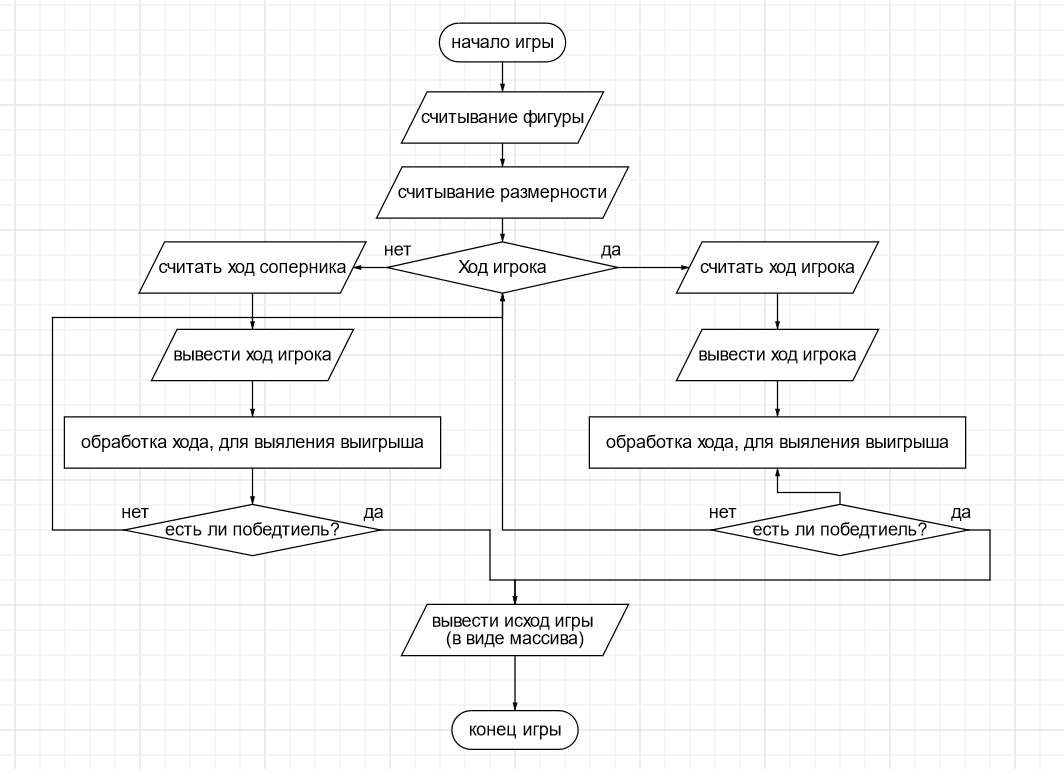 начало игры
считывание фигуры
считывание размерности
нет
да
считать ход соперника
Ход игрока
считать ход игрока
вывести ход игрока
вывести ход игрока
обработка хода, для выяления выигрыша
обработка хода, для выяления выигрыша
нет
есть ли победтиель?
да
нет
есть ли победтиель?
да
вывести исход игры
(в виде массива)
конец игры